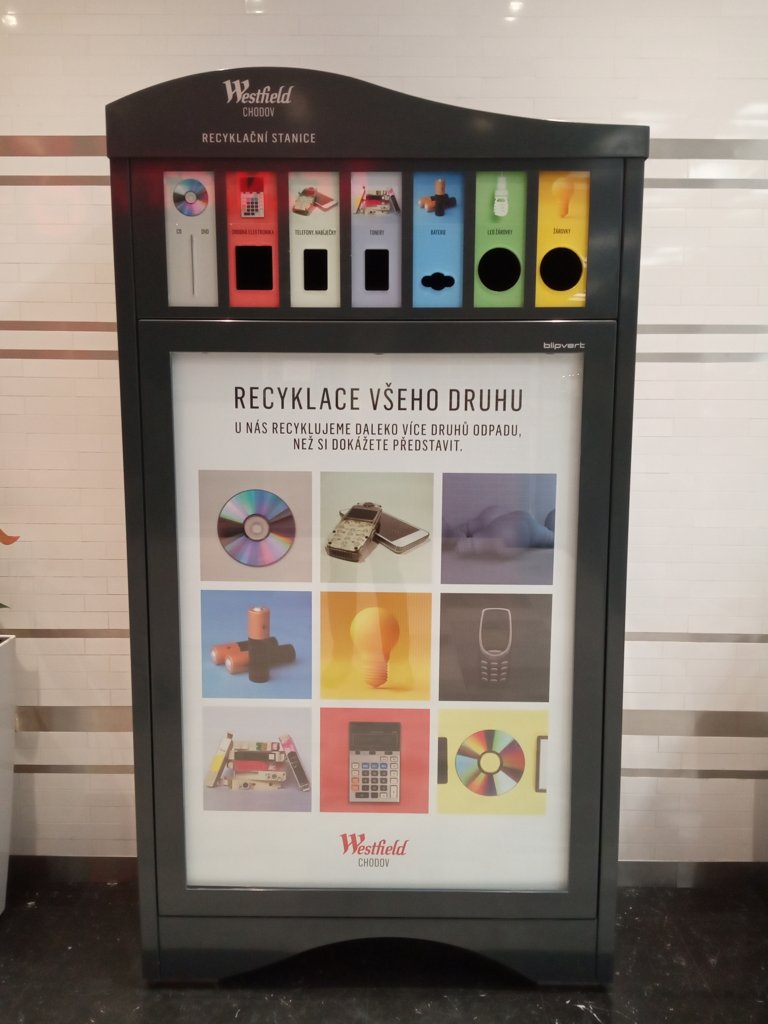 Westfield
CHODOV
RECYKLAČNÍ STANICE
CD DVD
DROBNÁ ELEKTRONIKA
TELEFONY, NABÍJEČKY
TONERY
BATERIE
LED ŽÁROVKY
ŽÁROVKY
blipvert
RECYKLACE VŠEHO DRUHU
U NÁS RECYKLUJEME DALEKO VÍCE DRUHŮ ODPADU,
NEŽ SI DOKÁŽETE PŘEDSTAVIT.
Westfield
CHODOV